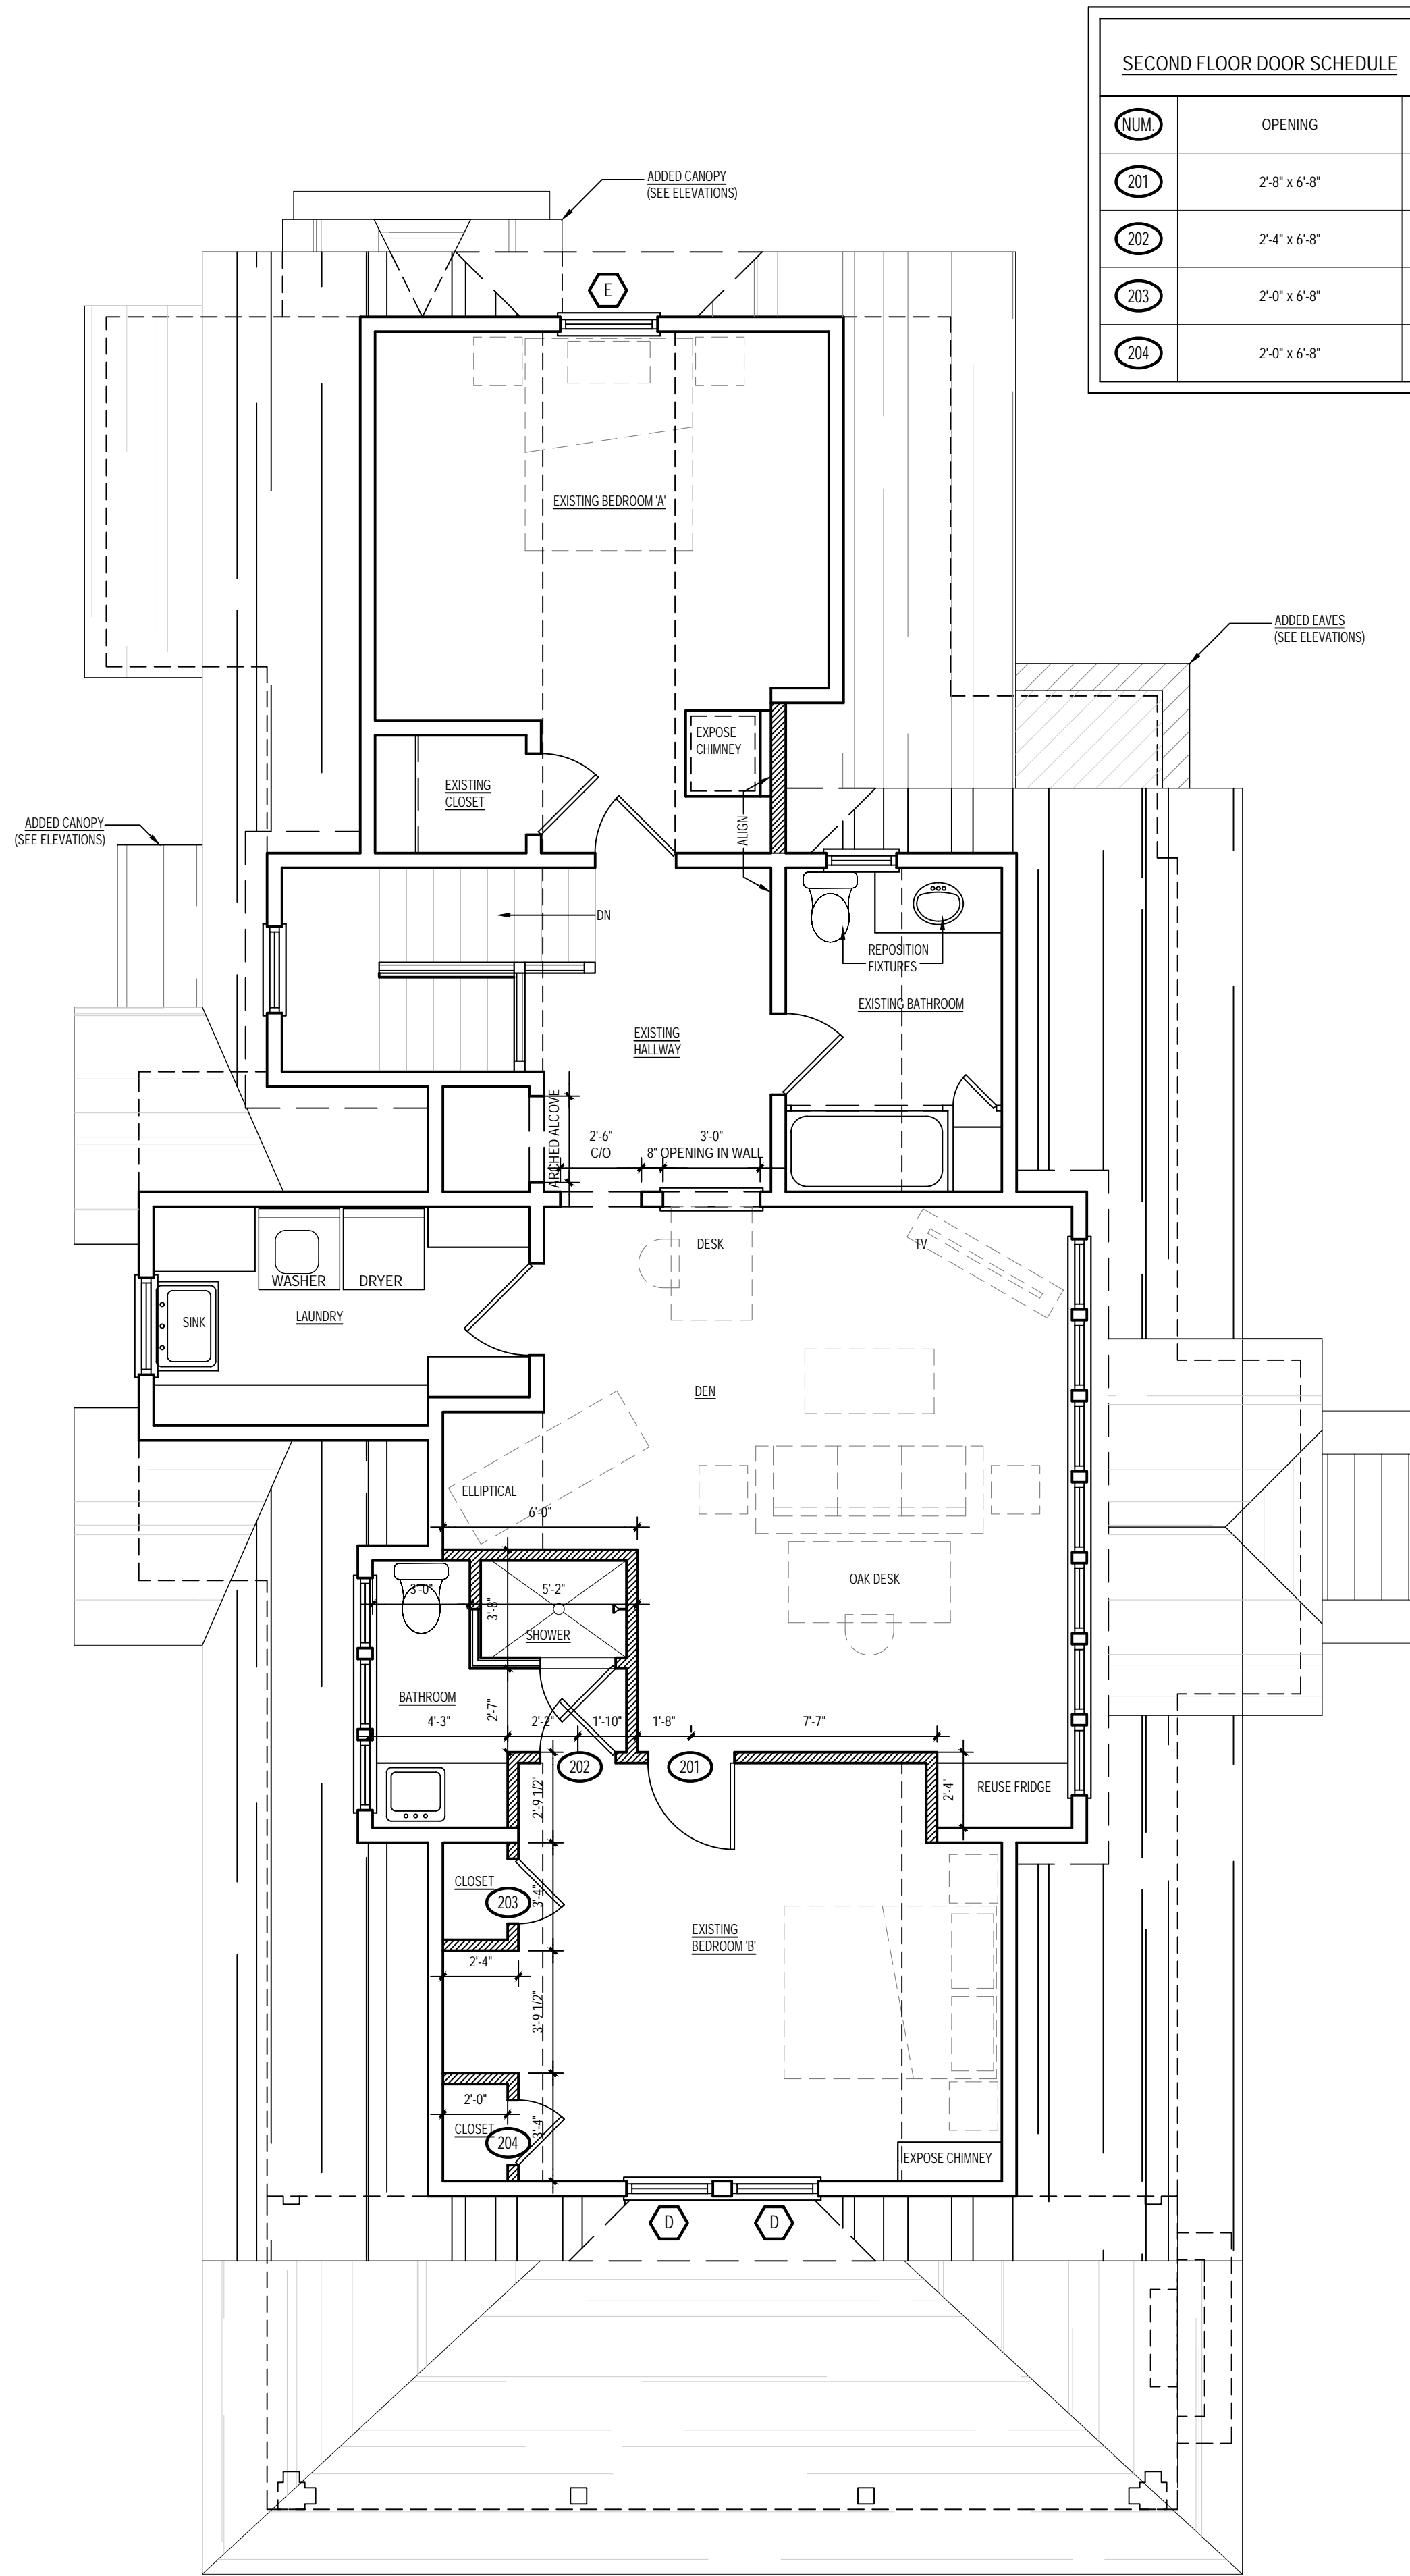 SECOND FLOOR DOOR SCHEDULE
NUM. OPENING
201 2'-8" x 6'-8"
202 2'-4" x 6'-8"
203 2'-0" x 6'-8"
204 2'-0" x 6'-8"
ADDED CANOPY
(SEE ELEVATIONS)
E
EXISTING BEDROOM 'A'
ADDED EAVES
(SEE ELEVATIONS)
EXPOSE
CHIMNEY
EXISTING
CLOSET
ADDED CANOPY
(SEE ELEVATIONS)
ALIGN
DN
REPOSITION
FIXTURES
EXISTING BATHROOM
EXISTING
HALLWAY
ARCHED ALCOVE
2'-6"
C/O
3'-0"
8" OPENING IN WALL
DESK
TV
WASHER
DRYER
SINK
LAUNDRY
DEN
ELLIPTICAL
6'-0"
OAK DESK
3'-0"
5'-2"
3'-8"
SHOWER
BATHROOM
2'-7"
4'-3"
2'-2"
1'-10"
1'-8"
7'-7"
202
201
2'-4"
REUSE FRIDGE
2'-9 1/2"
CLOSET
203
3'-4"
EXISTING
BEDROOM 'B'
2'-4"
3'-9 1/2"
2'-0"
CLOSET
204
3'-4"
EXPOSE CHIMNEY
D
D